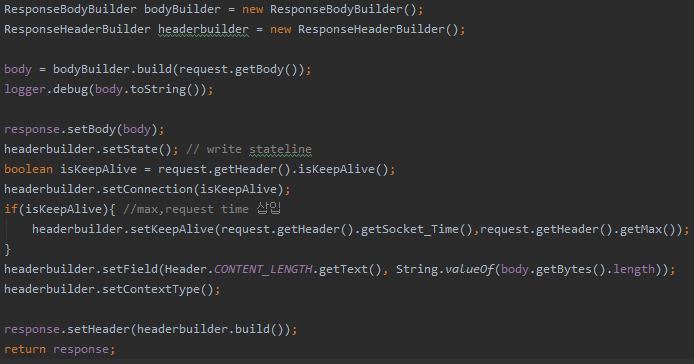 ResponseBodyBuilder bodyBuilder = new ResponseBodyBuilder();
ResponseHeaderBuilder headerbuilder = new ResponseHeaderBuilder();

body = bodyBuilder.build(request.getBody());
logger.debug(body.toString());

response.setBody(body);
headerbuilder.setState(); // write stateline
boolean isKeepAlive = request.getHeader().isKeepAlive();
headerbuilder.setConnection(isKeepAlive);
if(isKeepAlive){ //max,request time 삽입
    headerbuilder.setKeepAlive(request.getHeader().getSocket_Time(),request.getHeader().getMax());
}
headerbuilder.setField(Header.CONTENT_LENGTH.getText(), String.valueOf(body.getBytes().length));
headerbuilder.setContextType();

response.setHeader(headerbuilder.build());
return response;